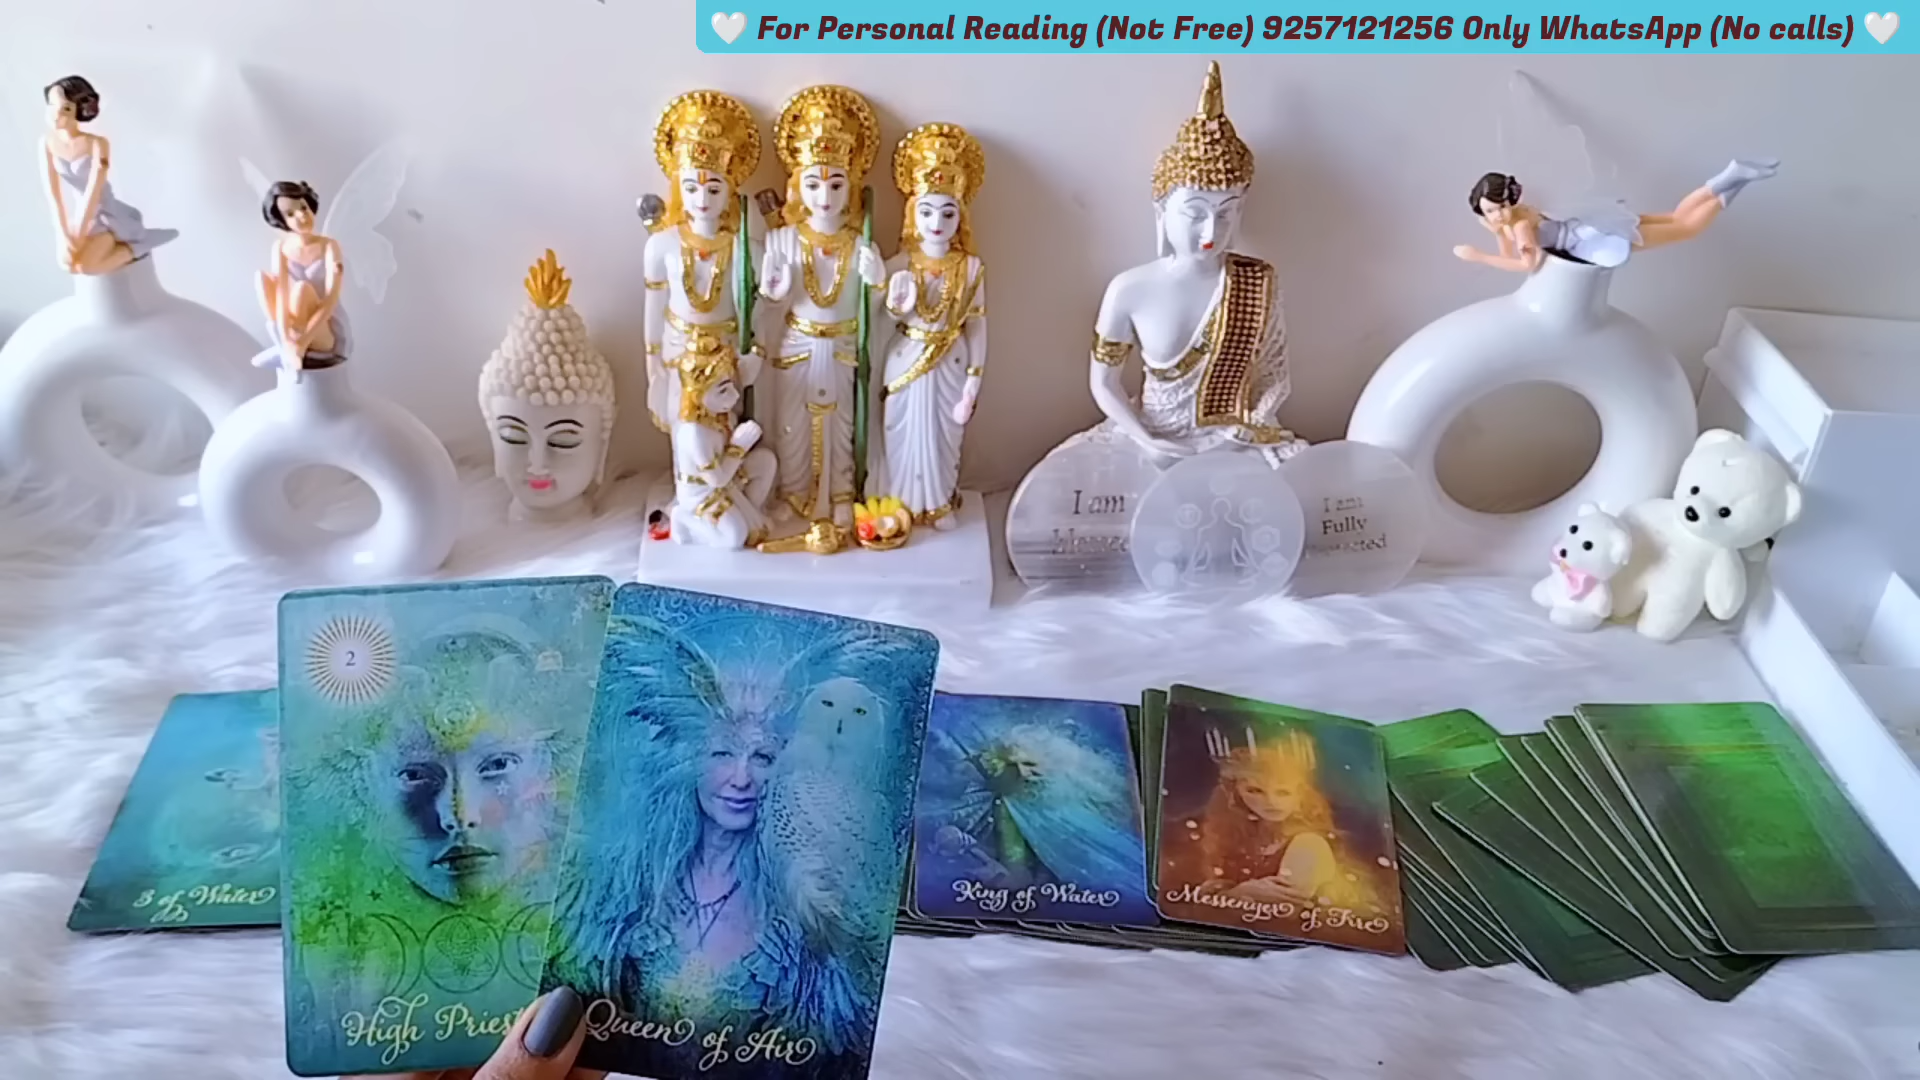 🤍 For Personal Reading (Not Free) 9257121256 Only WhatsApp (No calls) 🤍
I am
I am
Fully
2
3 of Water
King of Water
Messenger of Fire
High Priest
Queen of Air